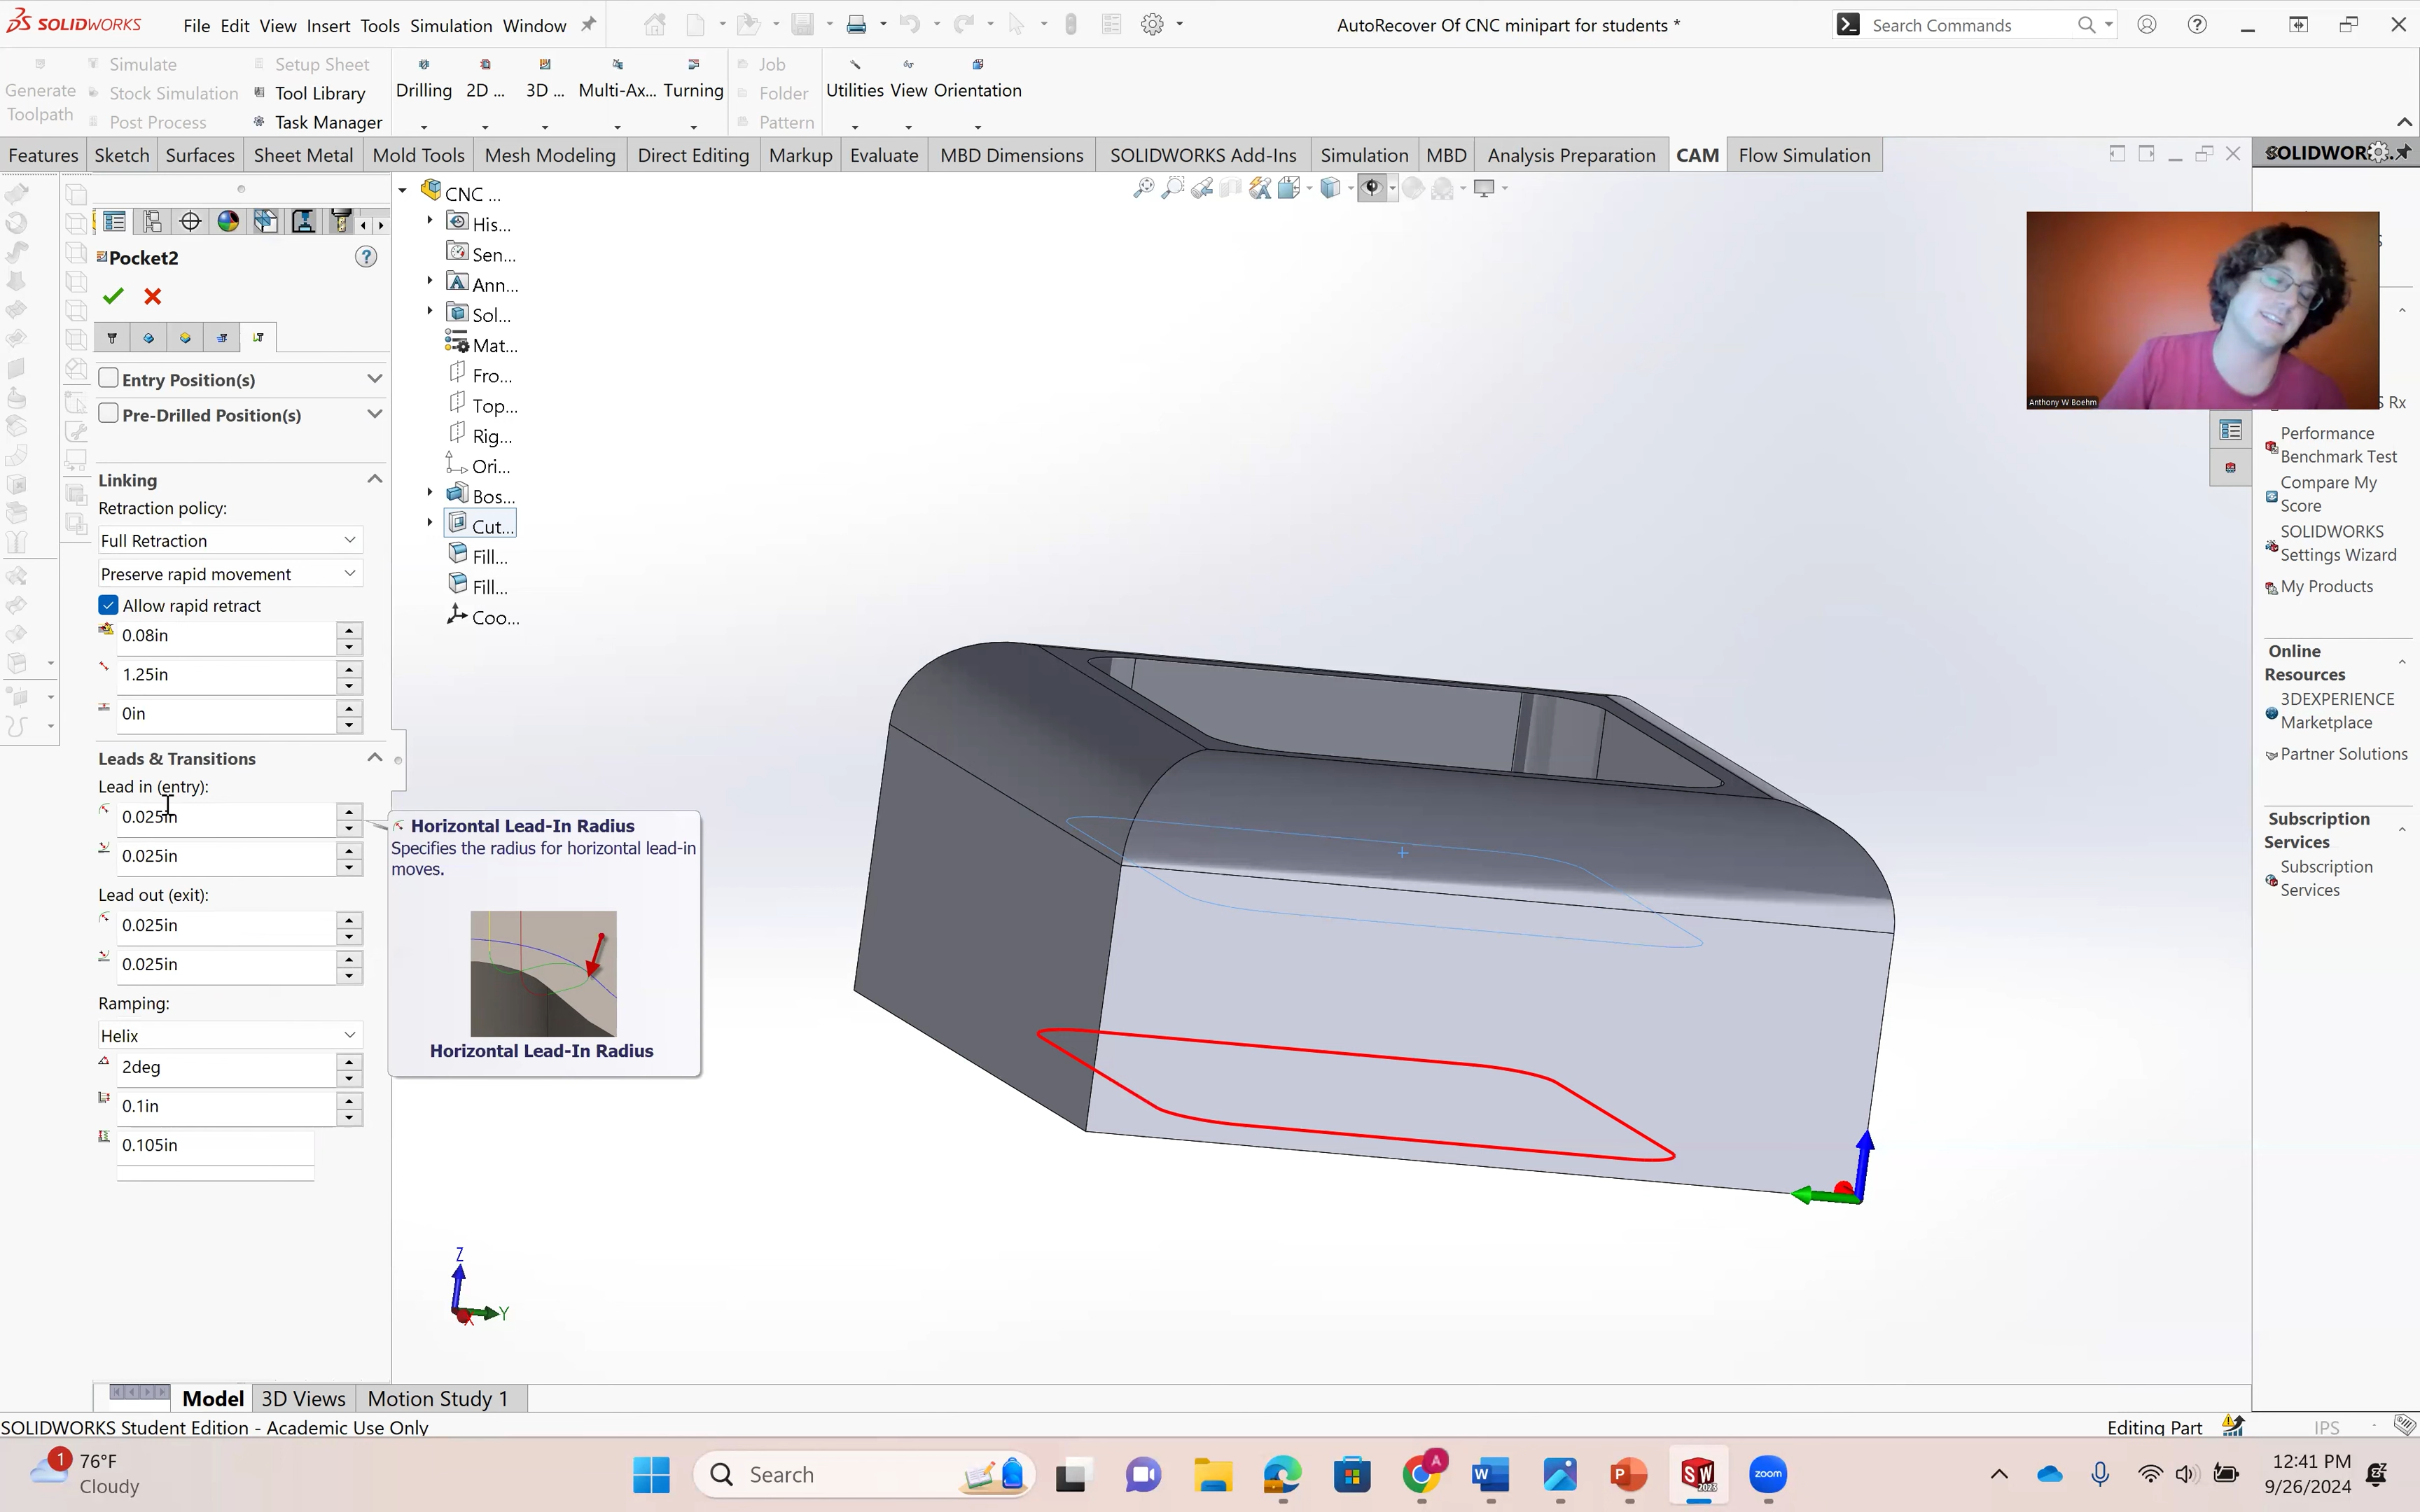 SOLIDWORKS
File Edit View Insert Tools Simulation Window
AutoRecover Of CNC minipart for students *
Search Commands
Generate
Toolpath
Simulate
Stock Simulation
Post Process
Setup Sheet
Tool Library
Task Manager
Drilling 2D ... 3D ... Multi-Ax... Turning
Job
Folder
Pattern
Utilities View Orientation
Features Sketch Surfaces Sheet Metal Mold Tools Mesh Modeling Direct Editing Markup Evaluate MBD Dimensions SOLIDWORKS Add-Ins Simulation MBD Analysis Preparation CAM Flow Simulation
Pocket2
Entry Position(s)
Pre-Drilled Position(s)
Linking
Retraction policy:
Full Retraction
Preserve rapid movement
Allow rapid retract
0.08in
1.25in
0in
Leads & Transitions
Lead in (entry):
0.025in
0.025in
Lead out (exit):
0.025in
0.025in
Ramping:
Helix
2deg
0.1in
0.105in
CNC ...
His...
Sen...
Ann...
Sol...
Mat...
Fro...
Top...
Rig...
Ori...
Bos...
Cut...
Fill...
Fill...
Coo...
Horizontal Lead-In Radius
Specifies the radius for horizontal lead-in
moves.
Horizontal Lead-In Radius
Z
Y
Anthony W Boehm
Rx
Performance
Benchmark Test
Compare My
Score
SOLIDWORKS
Settings Wizard
My Products
Online
Resources
3DEXPERIENCE
Marketplace
Partner Solutions
Subscription
Services
Subscription
Services
Model 3D Views Motion Study 1
SOLIDWORKS Student Edition - Academic Use Only
Editing Part
IPS
1
76°F
Cloudy
Search
A
W
P
SW
2023
zoom
12:41 PM
9/26/2024